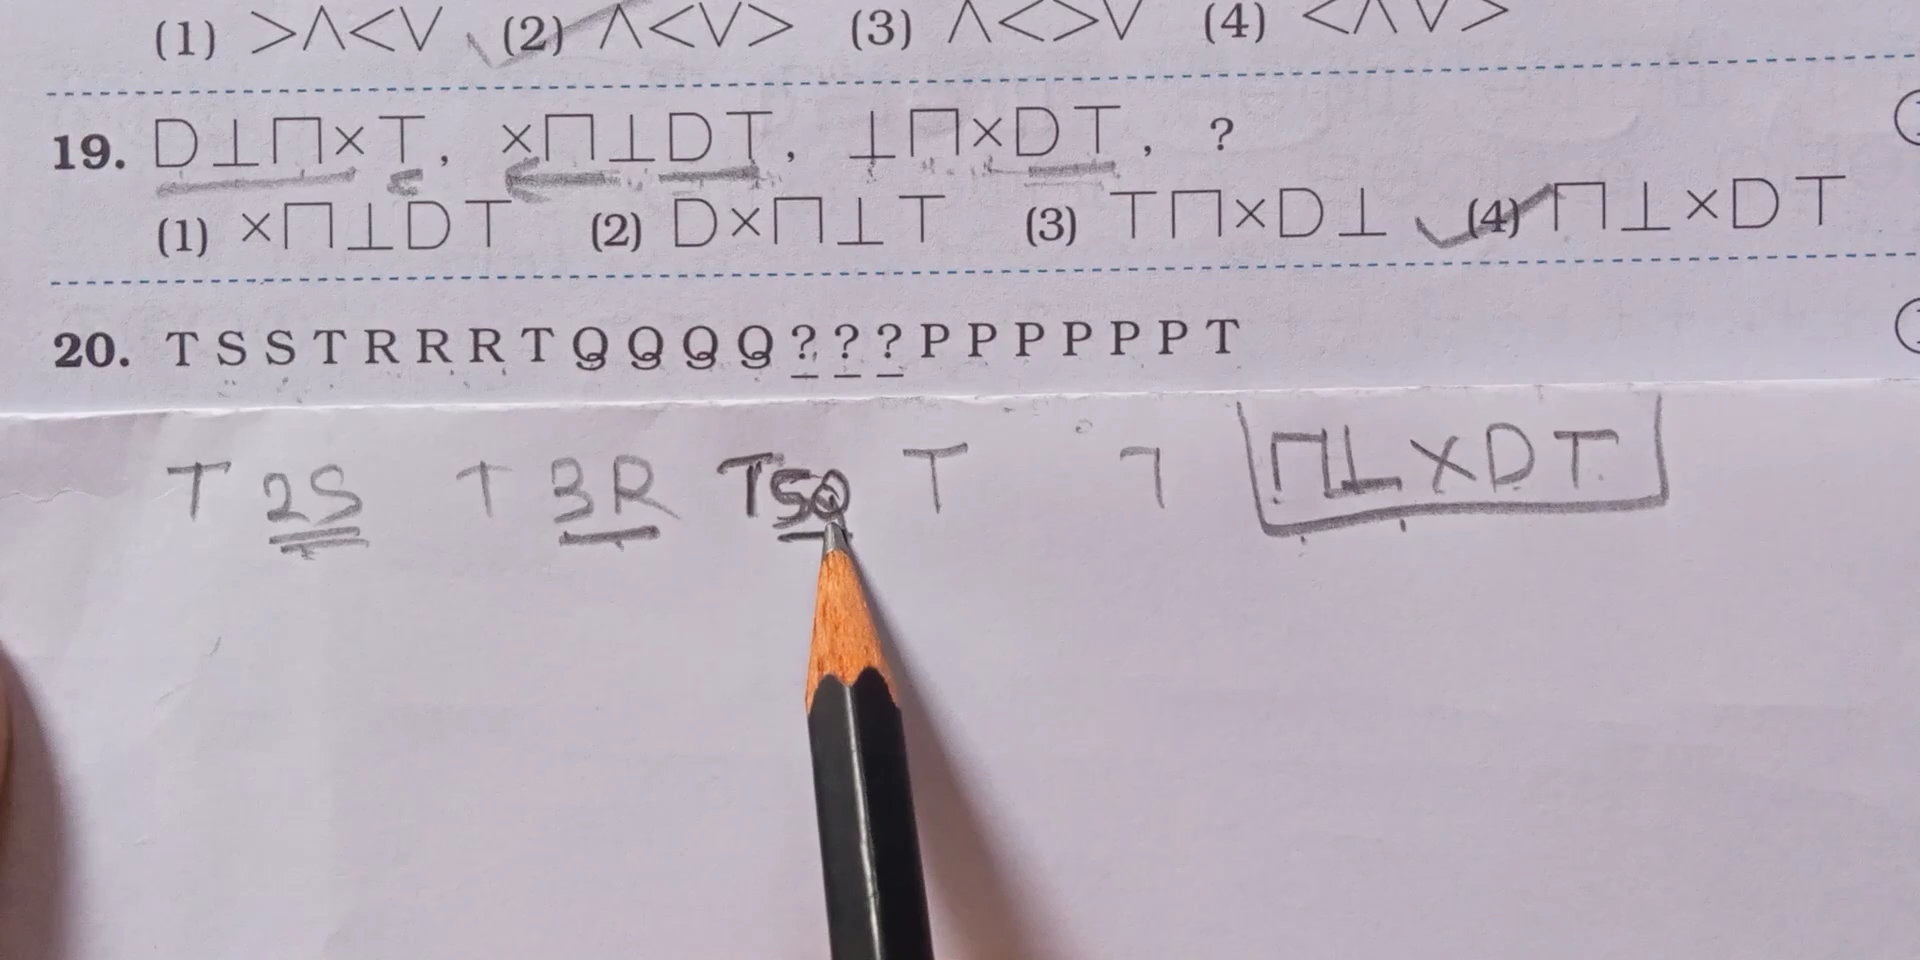 (1) >∧<∨ (2) ∧<∨> (3) ∧<>∨ (4) <∧∨>
19. D⊥⊓×T, ×⊓⊥DT, ⊥⊓×DT, ?
(1) ×⊓⊥DT (2) D×⊓⊥T (3) T⊓×D⊥ (4) ⊓⊥×DT
20. T S S T R R R T Q Q Q Q ? ? ? P P P P P P T
T 2S T 3R T5Q T ⊓⊥×DT